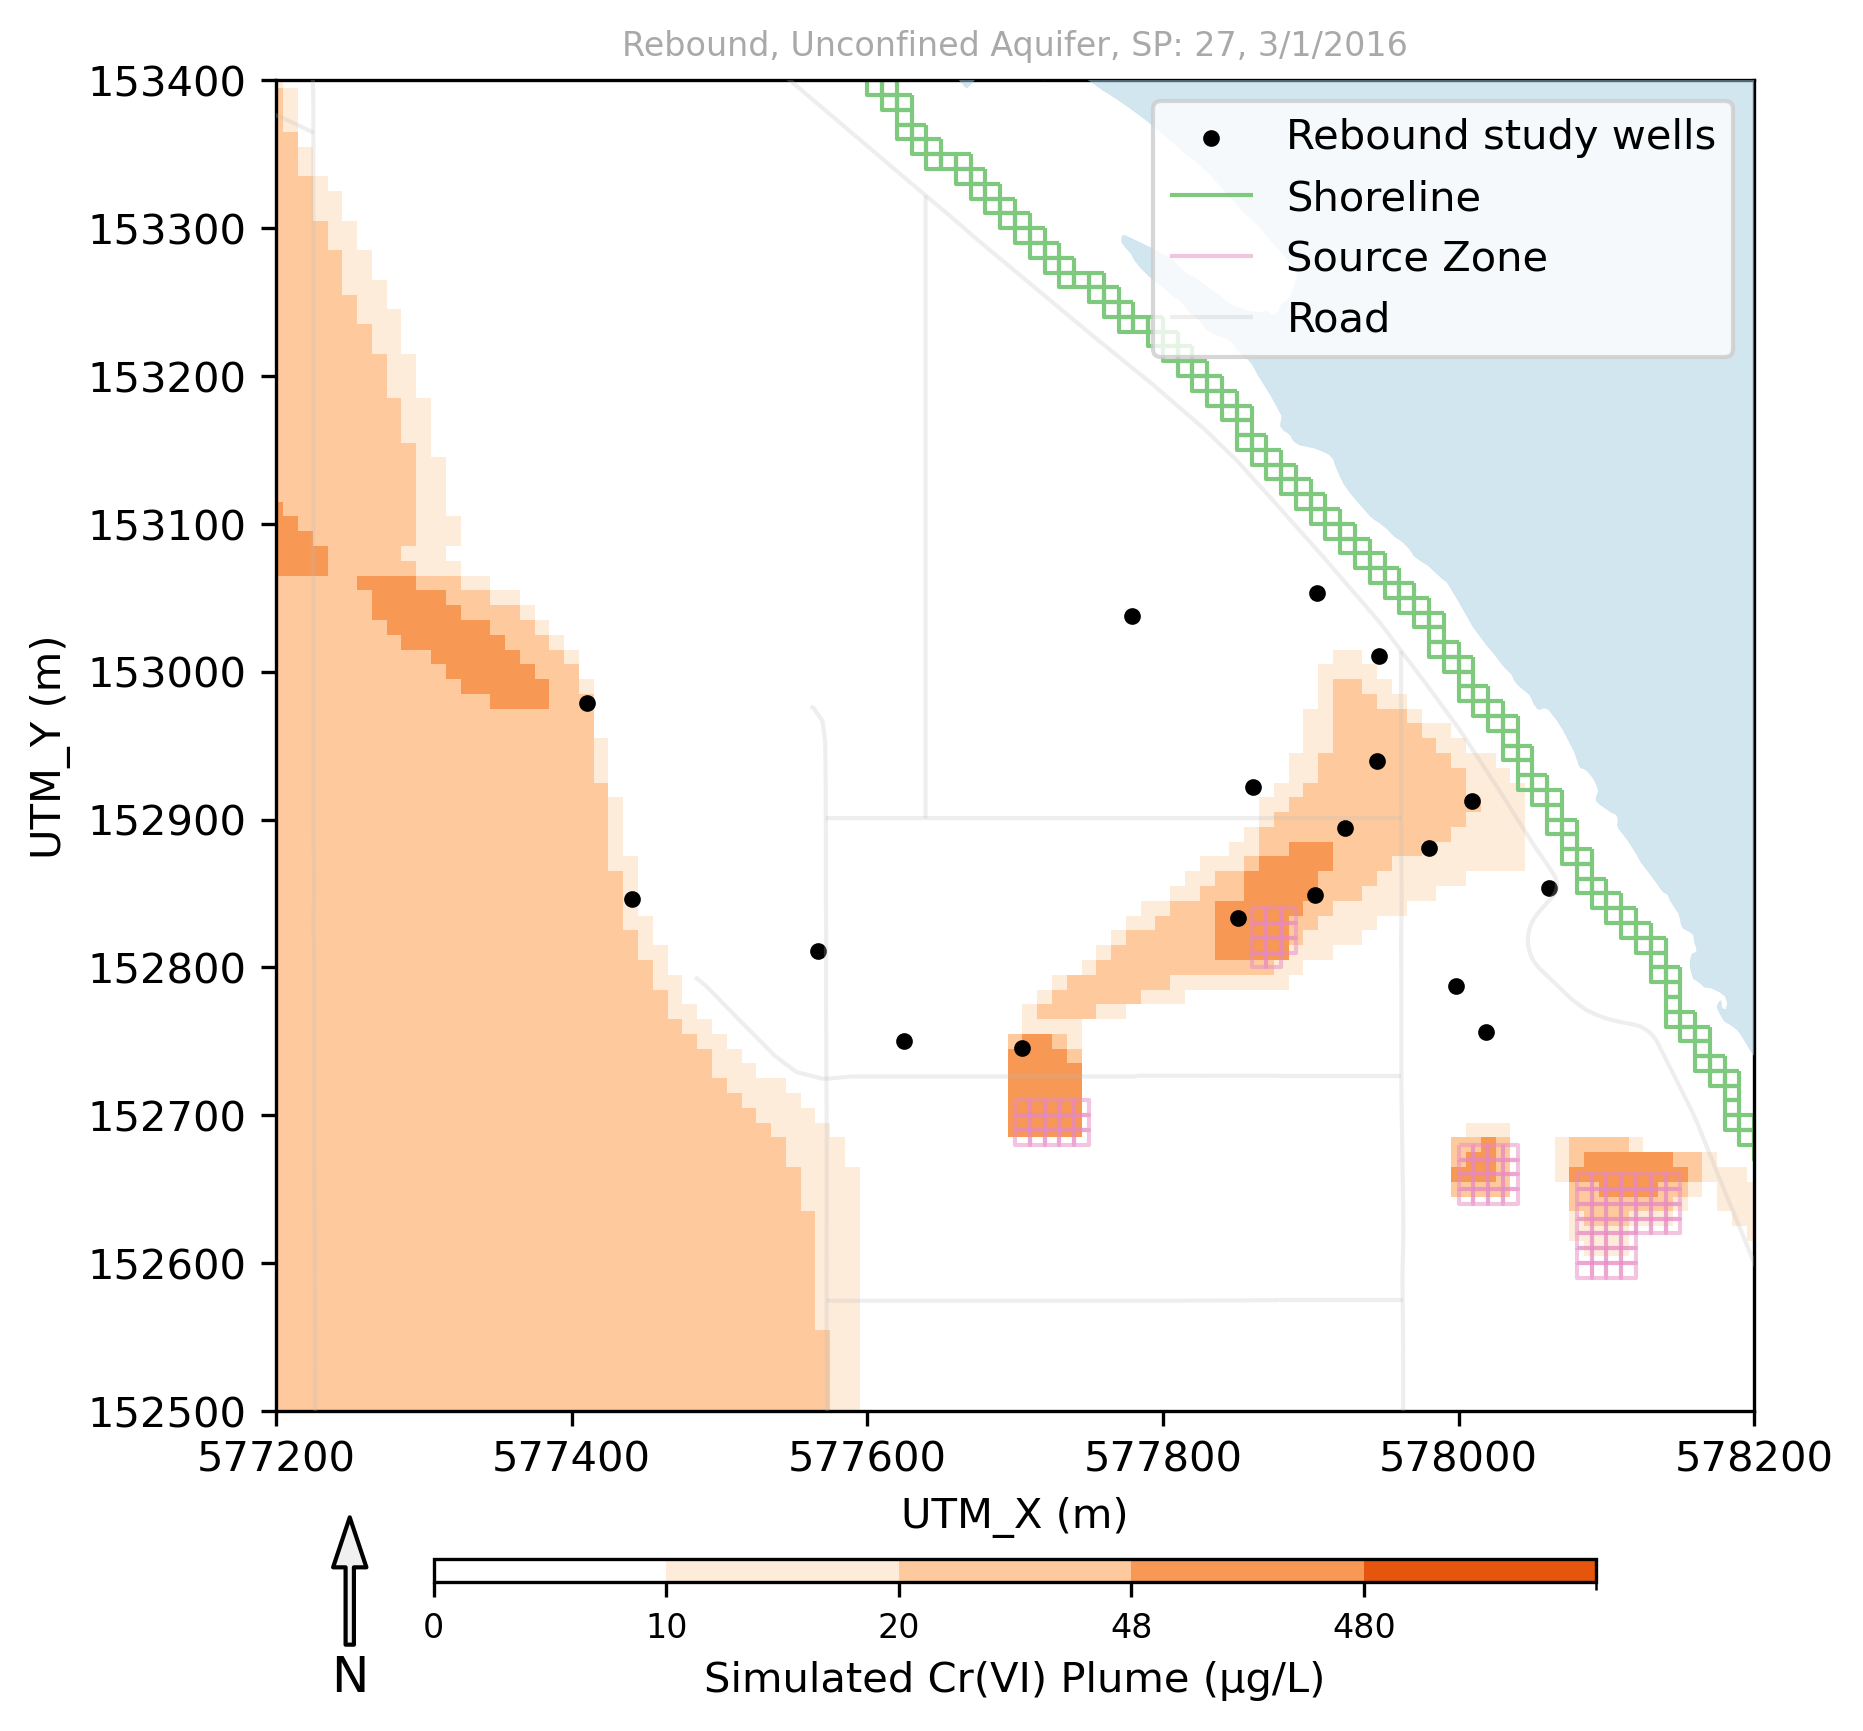 Rebound, Unconfined Aquifer, SP: 27, 3/1/2016
Rebound study wells
Shoreline
Source Zone
Road
153400
153300
153200
153100
153000
152900
152800
152700
152600
152500
UTM_Y (m)
577200 577400 577600 577800 578000 578200
UTM_X (m)
N
0 10 20 48 480
Simulated Cr(VI) Plume (μg/L)